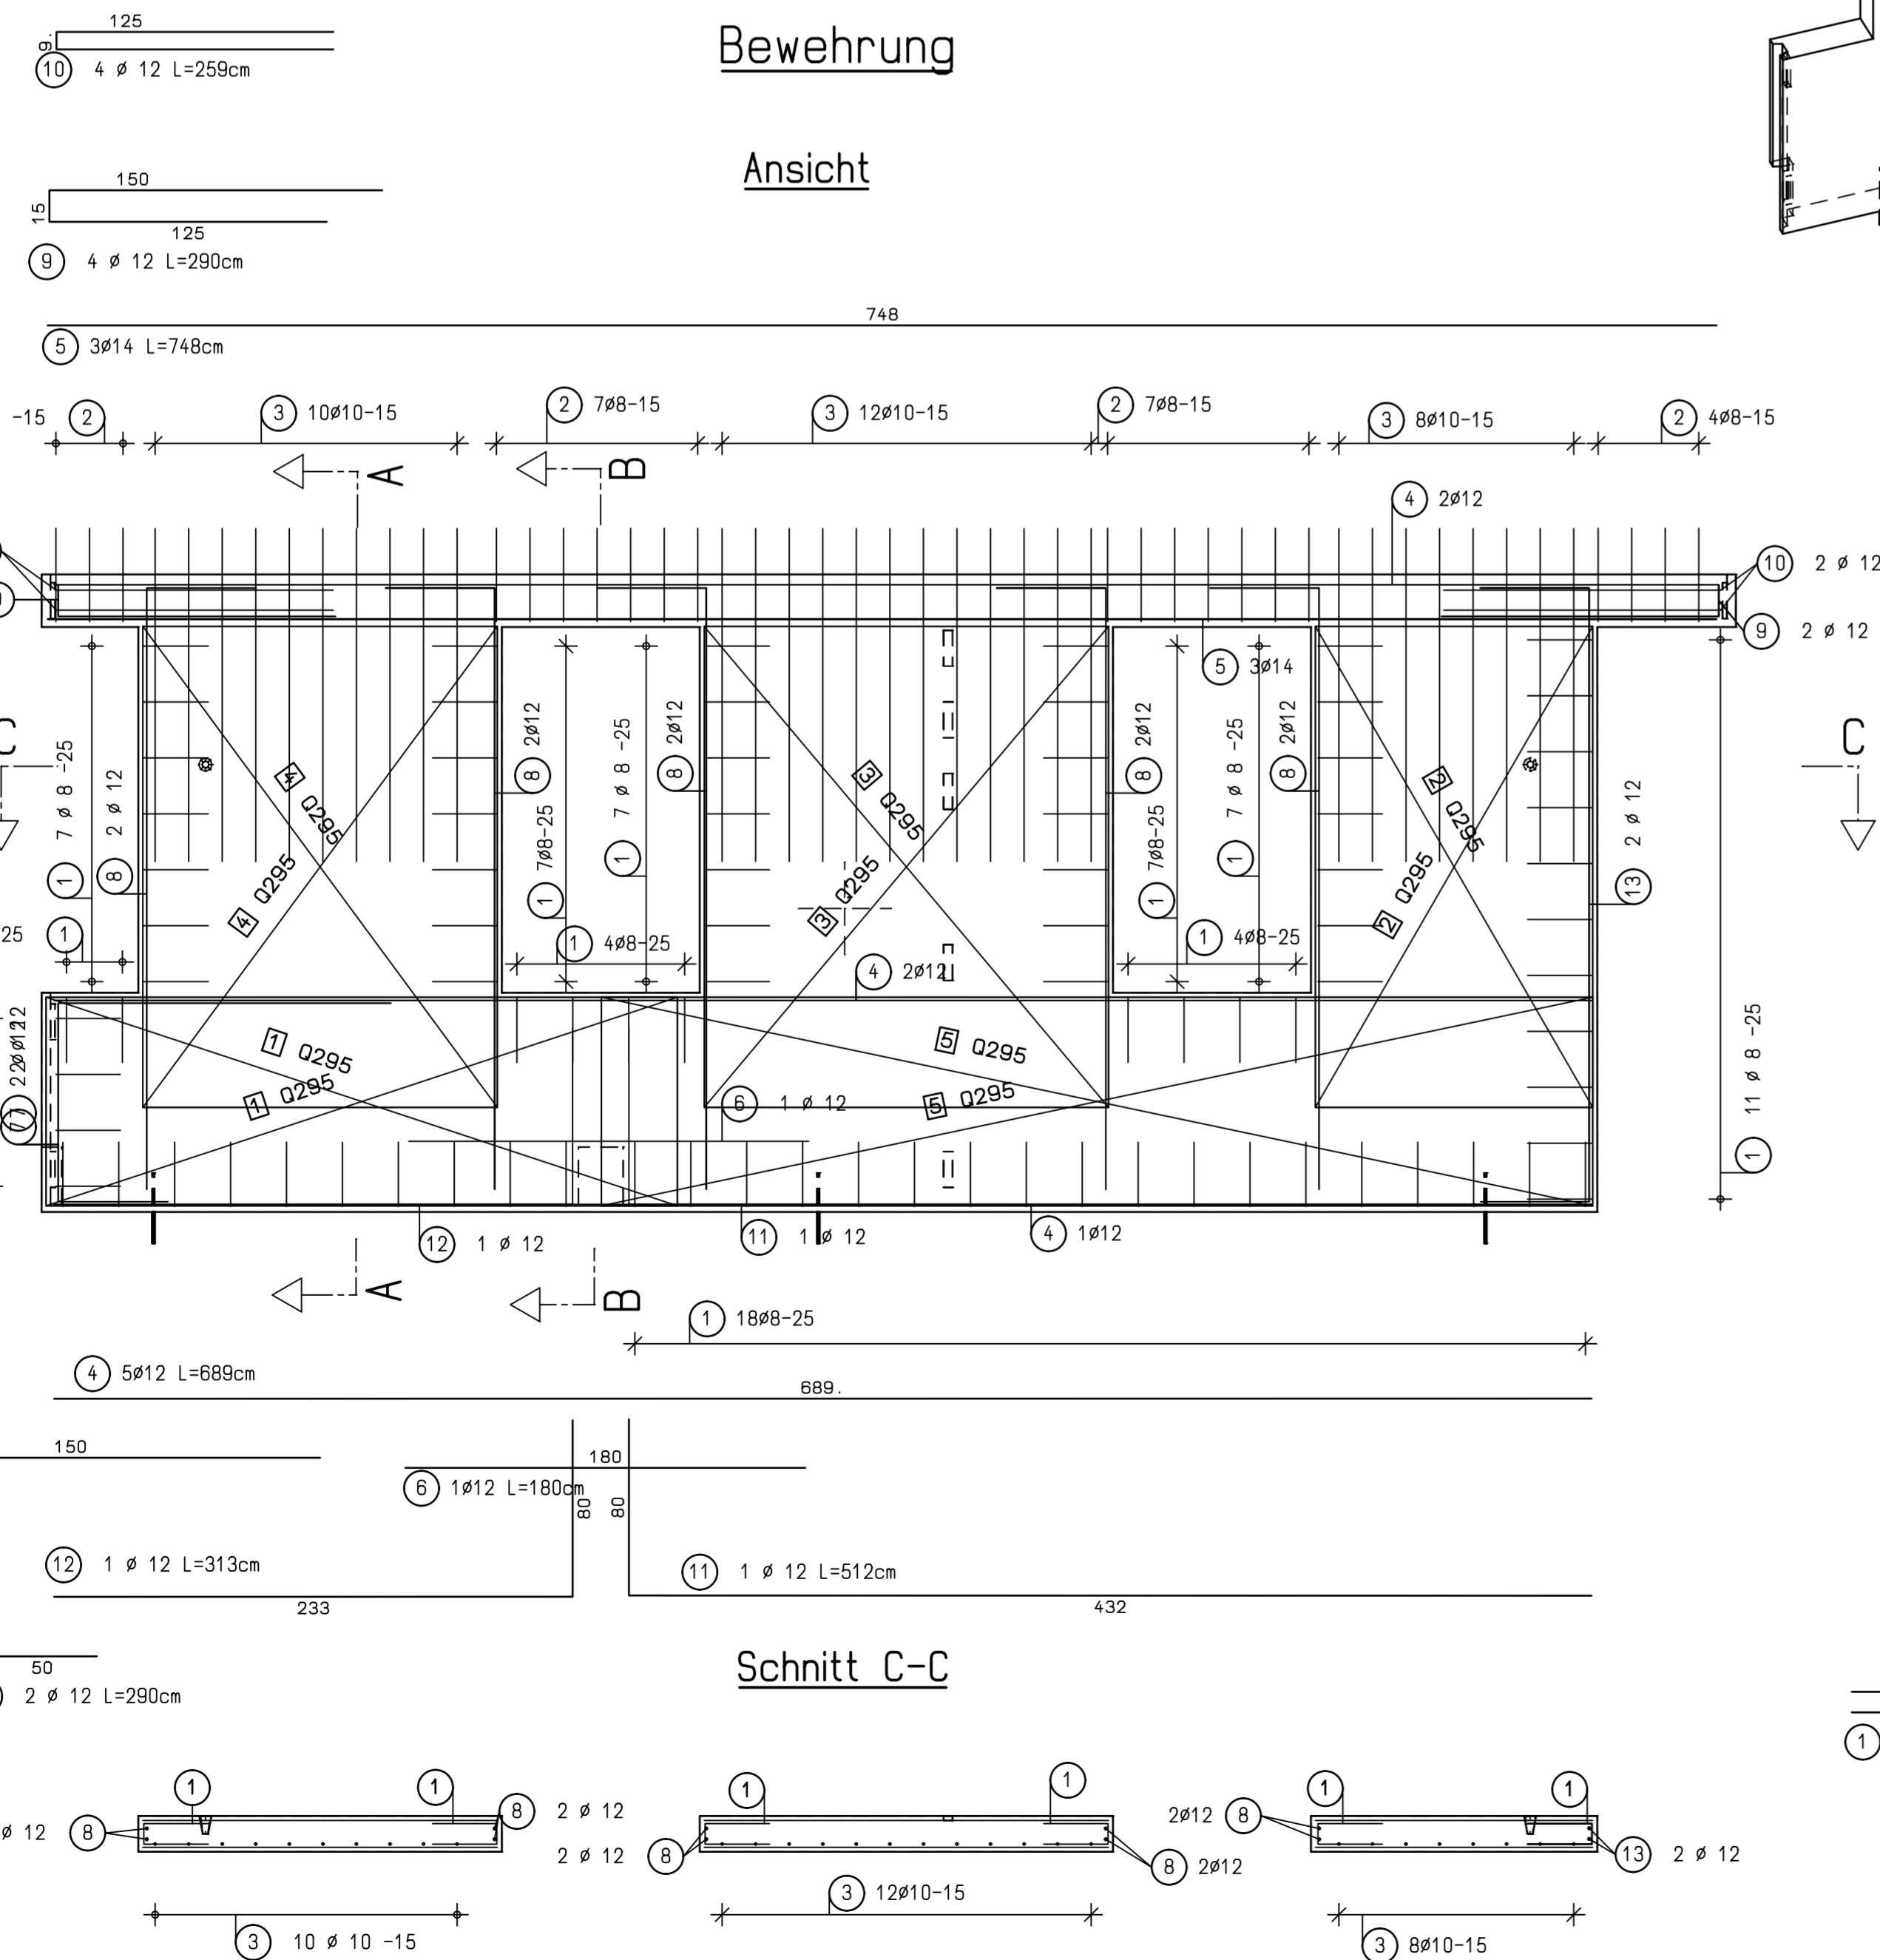 125
9.
10 4 ø 12 L=259cm
Bewehrung
Ansicht
150
15
125
9 4 ø 12 L=290cm
748
5 3ø14 L=748cm
-15 2
3 10ø10-15
2 7ø8-15
3 12ø10-15
2 7ø8-15
3 8ø10-15
2 4ø8-15
A
B
4 2ø12
10 2 ø 12
9 2 ø 12
5 3ø14
C
C
1 7 ø 8 -25
8 2 ø 12
4 Q295
4 Q295
8 2ø12
1 7ø8-25
1 7 ø 8 -25
8 2ø12
3 Q295
3 Q295
8 2ø12
1 7ø8-25
1 7 ø 8 -25
8 2ø12
2 Q295
2 Q295
13 2 ø 12
25 1
1 4ø8-25
1 4ø8-25
4 2ø12
1 Q295
1 Q295
5 Q295
5 Q295
6 1 ø 12
1 11 ø 8 -25
12 1 ø 12
11 1 ø 12
4 1ø12
A
B
1 18ø8-25
4 5ø12 L=689cm
689.
150
180
6 1ø12 L=180cm
80
80
12 1 ø 12 L=313cm
11 1 ø 12 L=512cm
233
432
50
2 ø 12 L=290cm
Schnitt C-C
1
1
1
1
1
1
1
1
ø 12 8
8 2 ø 12
2 ø 12 8
8 2ø12
2ø12 8
13 2 ø 12
3 10 ø 10 -15
3 12ø10-15
3 8ø10-15